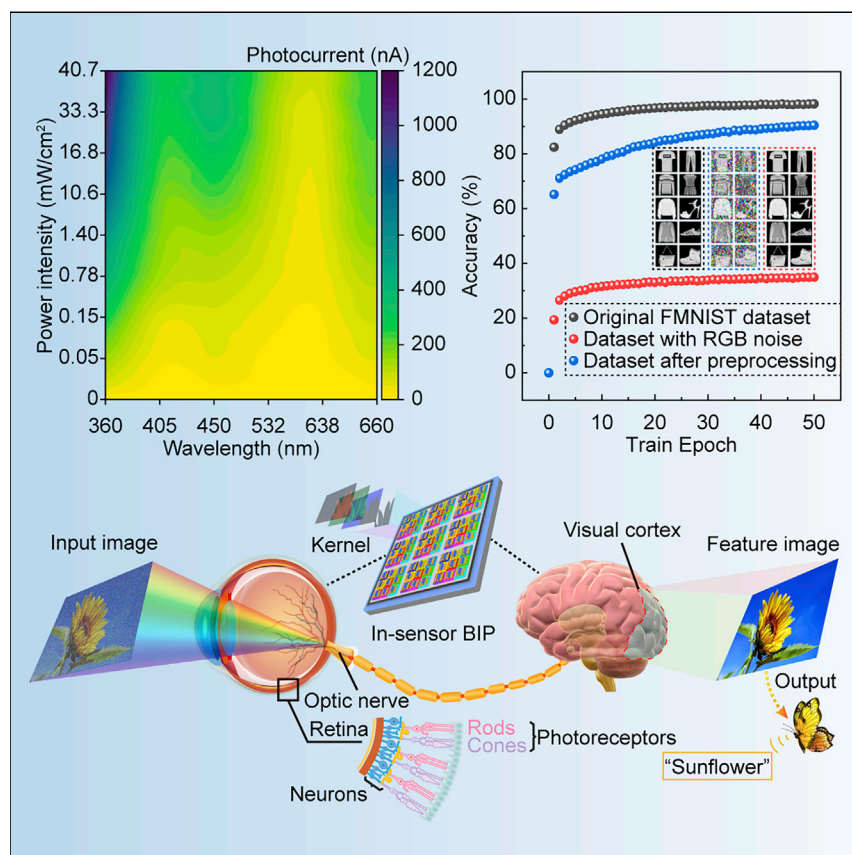 Photocurrent (nA)
Power intensity (mW/cm²)
40.7
33.3
16.8
10.6
1.40
0.78
0.15
0.05
0
360 405 450 532 638 660
Wavelength (nm)
1200
1000
800
600
400
200
0
Accuracy (%)
100
80
60
40
20
0
Original FMNIST dataset
Dataset with RGB noise
Dataset after preprocessing
0 10 20 30 40 50
Train Epoch
Input image
Kernel
In-sensor BIP
Visual cortex
Feature image
Optic nerve
Retina
Rods
Cones
Photoreceptors
Neurons
Output
“Sunflower”